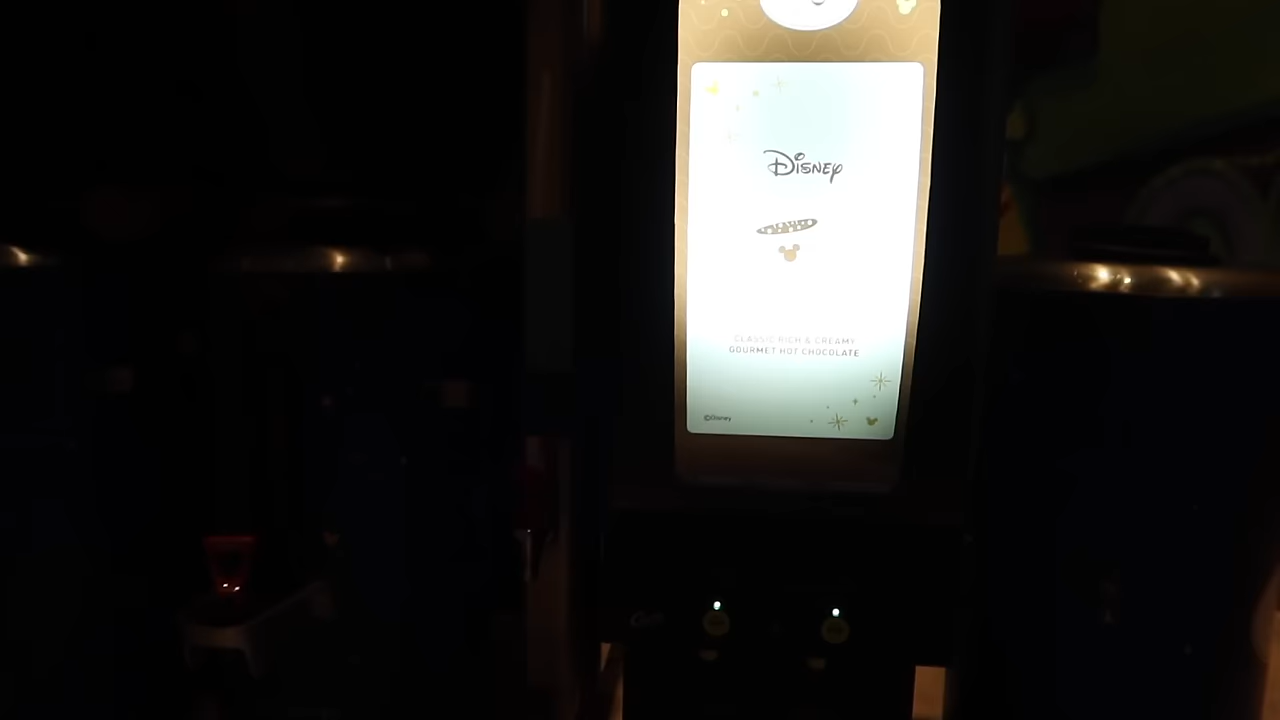 Disney
CLASSIC RICH & CREAMY
GOURMET HOT CHOCOLATE
©Disney